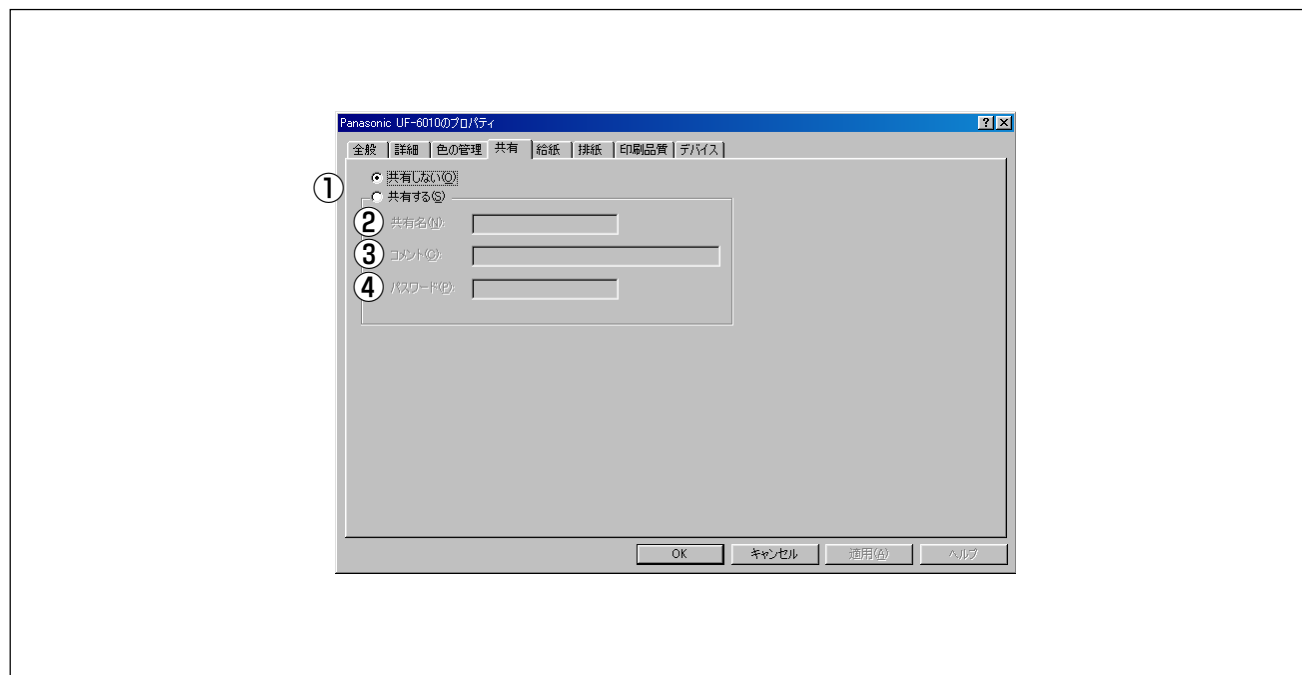 Panasonic UF-6010のプロパティ
全般 詳細 色の管理 共有 給紙 排紙 印刷品質 デバイス
① 共有しない(O)
共有する(S)
② 共有名(N):
③ コメント(C):
④ パスワード(P):
OK キャンセル 適用(A) ヘルプ